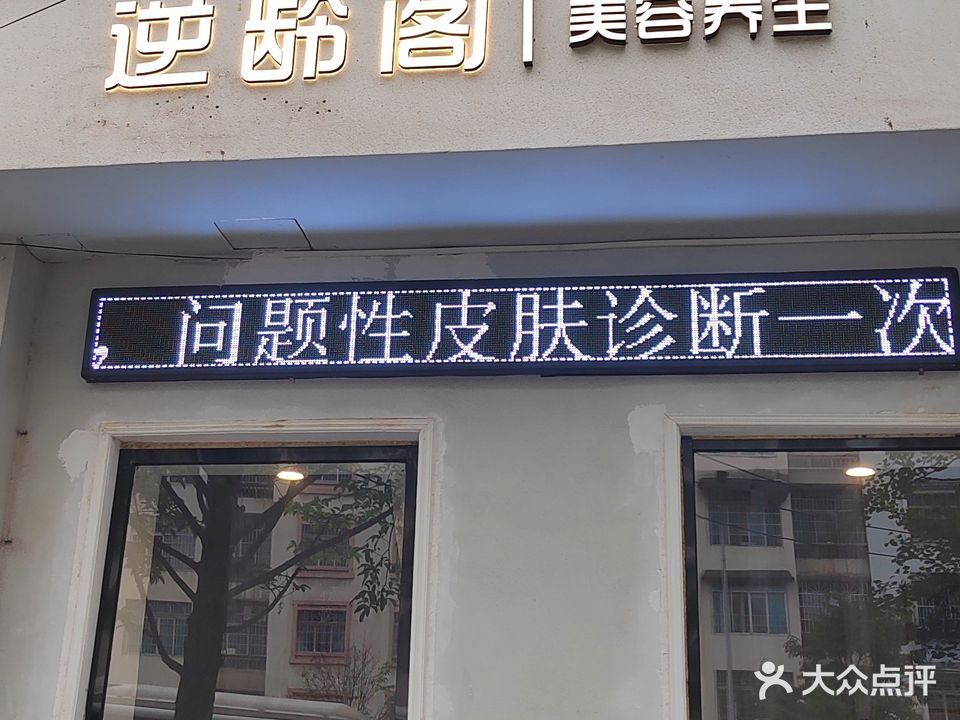 逆龄阁 美容养生
，问题性皮肤诊断一次
大众点评